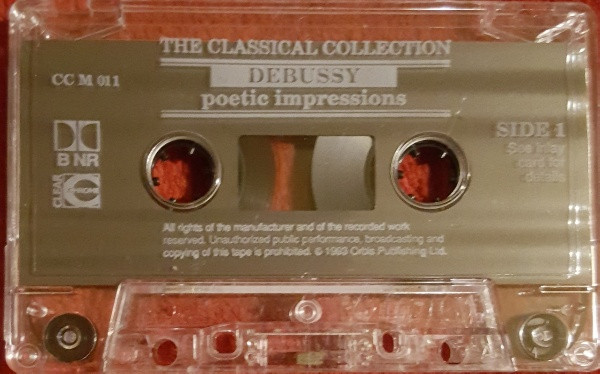 THE CLASSICAL COLLECTION
DEBUSSY
poetic impressions
CC M 011
SIDE 1
See inlay
card for
details
B NR
CLEAR
CHROME
All rights of the manufacturer and of the recorded work
reserved. Unauthorized public performance, broadcasting and
copying of this tape is prohibited. © 1993 Orbis Publishing Ltd.